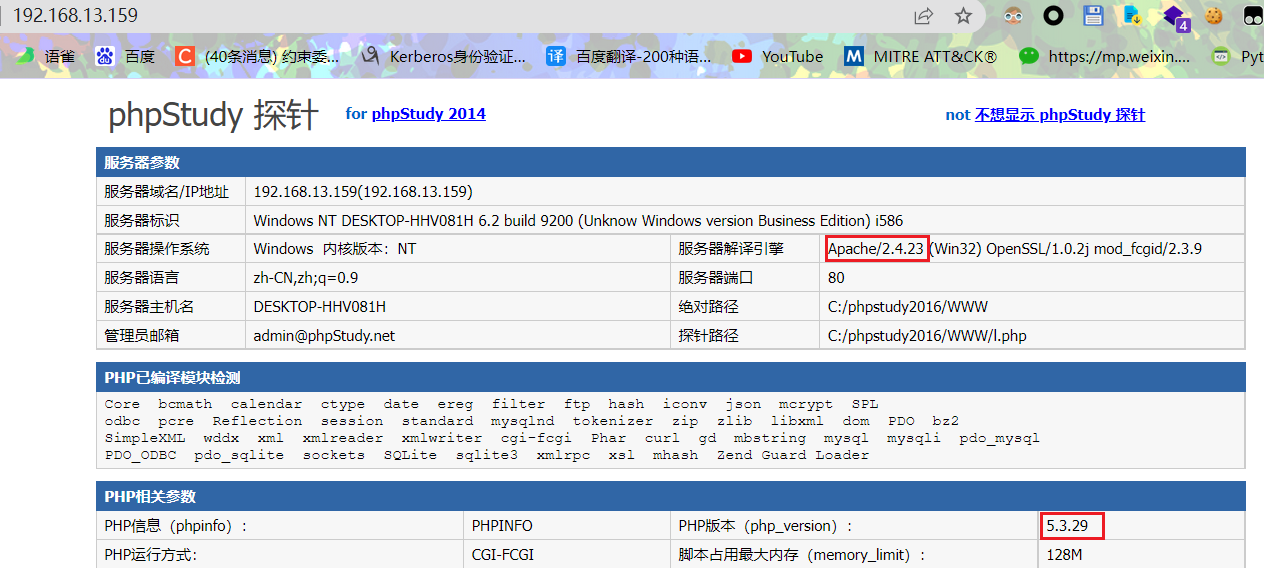 192.168.13.159
4
语雀 百度 (40条消息) 约束委... Kerberos身份验证... 百度翻译-200种语... YouTube MITRE ATT&CK® https://mp.weixin.... Pyt
phpStudy 探针 for phpStudy 2014 not 不想显示 phpStudy 探针
服务器参数
服务器域名/IP地址 192.168.13.159(192.168.13.159)
服务器标识 Windows NT DESKTOP-HHV081H 6.2 build 9200 (Unknow Windows version Business Edition) i586
服务器操作系统 Windows 内核版本：NT 服务器解译引擎 Apache/2.4.23 (Win32) OpenSSL/1.0.2j mod_fcgid/2.3.9
服务器语言 zh-CN,zh;q=0.9 服务器端口 80
服务器主机名 DESKTOP-HHV081H 绝对路径 C:/phpstudy2016/WWW
管理员邮箱 admin@phpStudy.net 探针路径 C:/phpstudy2016/WWW/l.php
PHP已编译模块检测
Core bcmath calendar ctype date ereg filter ftp hash iconv json mcrypt SPL
odbc pcre Reflection session standard mysqlnd tokenizer zip zlib libxml dom PDO bz2
SimpleXML wddx xml xmlreader xmlwriter cgi-fcgi Phar curl gd mbstring mysql mysqli pdo_mysql
PDO_ODBC pdo_sqlite sockets SQLite sqlite3 xmlrpc xsl mhash Zend Guard Loader
PHP相关参数
PHP信息（phpinfo）: PHPINFO PHP版本（php_version）: 5.3.29
PHP运行方式: CGI-FCGI 脚本占用最大内存（memory_limit）: 128M